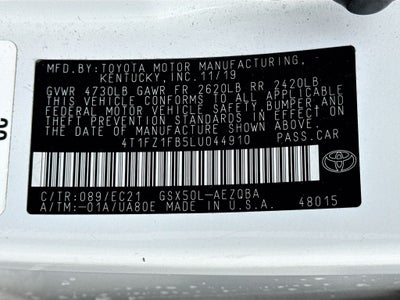 MFD.BY:TOYOTA MOTOR MANUFACTURING,
KENTUCKY, INC. 11/19
GVWR 4730LB GAWR FR 2620LB RR 2420LB
THIS VEHICLE CONFORMS TO ALL APPLICABLE
FEDERAL MOTOR VEHICLE SAFETY, BUMPER, AND
THEFT PREVENTION STANDARDS IN EFFECT
ON THE DATE OF MANUFACTURE SHOWN ABOVE.
4T1FZ1FB5LU044910 PASS.CAR
C/TR:089/EC21 GSX50L-AEZQBA
A/TM:-01A/UA80E MADE IN U.S.A. 48015